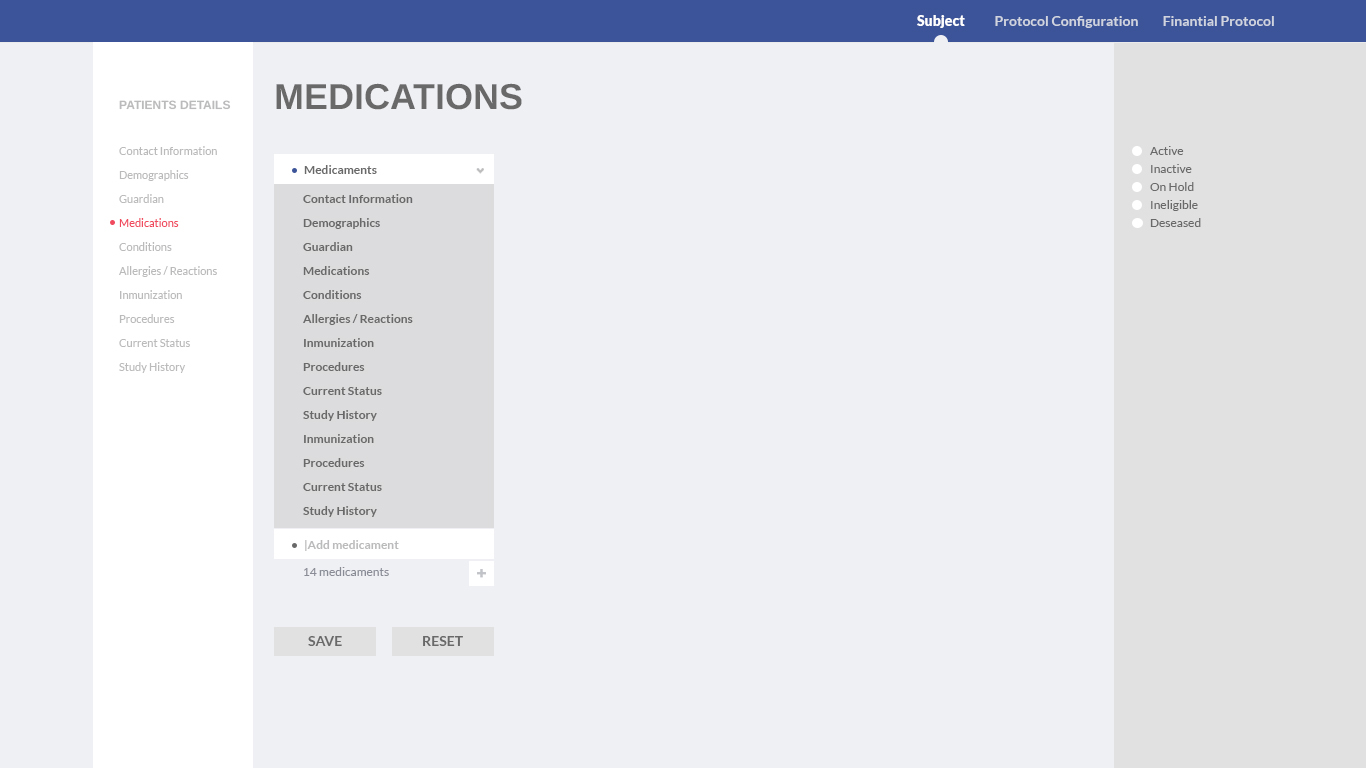 Subject Protocol Configuration Finantial Protocol
PATIENTS DETAILS
Contact Information
Demographics
Guardian
Medications
Conditions
Allergies / Reactions
Inmunization
Procedures
Current Status
Study History
MEDICATIONS
Medicaments
Contact Information
Demographics
Guardian
Medications
Conditions
Allergies / Reactions
Inmunization
Procedures
Current Status
Study History
Inmunization
Procedures
Current Status
Study History
|Add medicament
14 medicaments
SAVE RESET
Active
Inactive
On Hold
Ineligible
Deseased